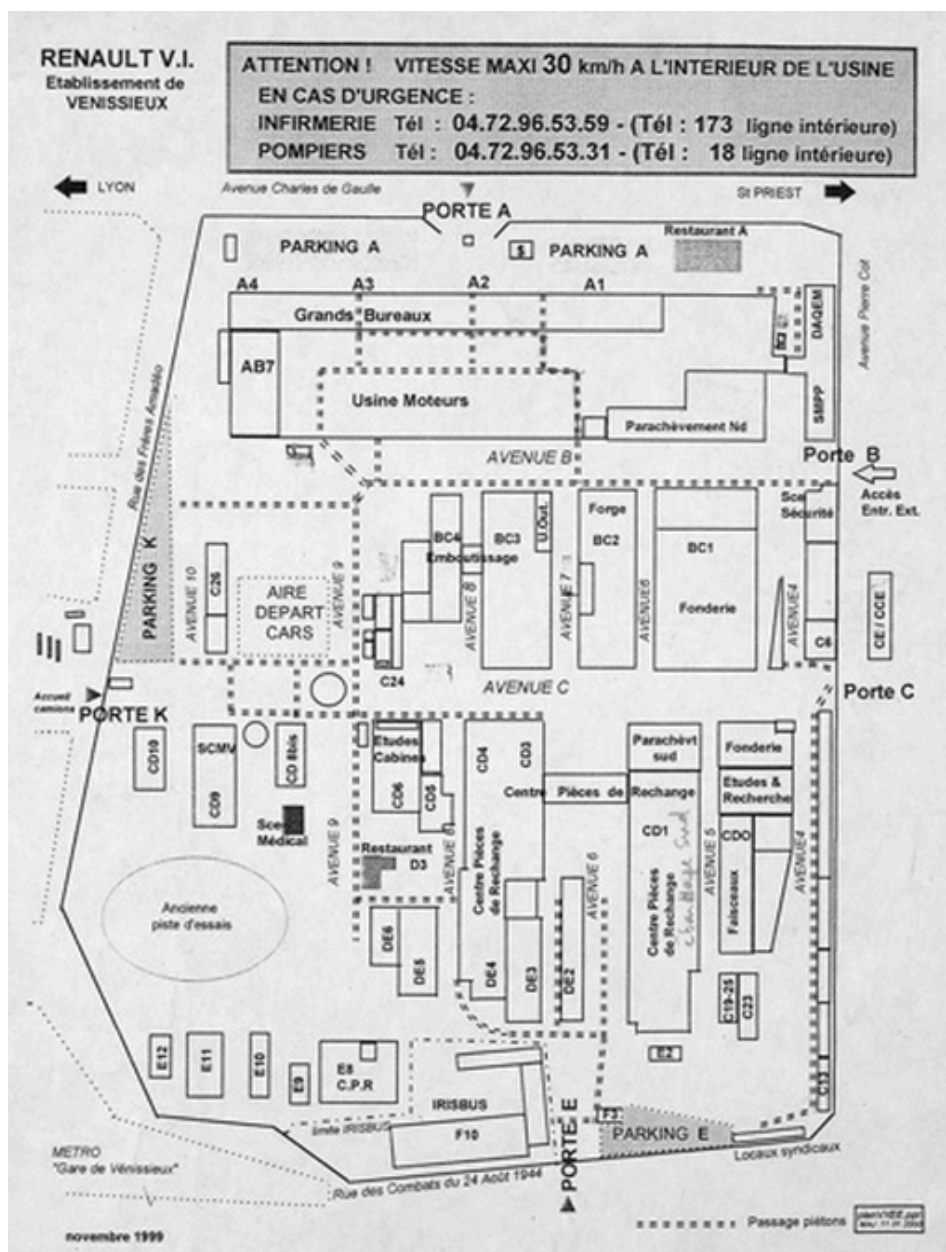 RENAULT V.I.
Etablissement de
VENISSIEUX
ATTENTION ! VITESSE MAXI 30 km/h A L'INTERIEUR DE L'USINE
EN CAS D'URGENCE :
INFIRMERIE Tél : 04.72.96.53.59 - (Tél : 173 ligne intérieure)
POMPIERS Tél : 04.72.96.53.31 - (Tél : 18 ligne intérieure)
LYON
Avenue Charles de Gaulle
St PRIEST
PORTE A
PARKING A
$
PARKING A
Restaurant A
A4
A3
A2
A1
Grands Bureaux
DAQEM
Avenue Pierre Cot
AB7
Usine Moteurs
SMPP
Parachèvement Nd
Rue des Frères Amadéo
AVENUE B
Porte B
Accès
Entr. Ext.
Sce
Sécurité
PARKING K
AVENUE 10
C26
AIRE
DEPART
CARS
AVENUE 9
BC4
Emboutissage
AVENUE 8
BC3
U.Out.
AVENUE 7
Forge
BC2
AVENUE6
BC1
Fonderie
AVENUE4
C6
CE / CCE
C24
AVENUE C
Porte C
Accueil
camions
PORTE K
CD10
SCMV
CD9
CD 8bis
Sce
Médical
AVENUE 9
Etudes
Cabines
CD6
CD5
AVENUE 8
CD4
CD3
Centre Pièces de Rechange
Parachèvt
sud
Fonderie
Etudes &
Recherche
CD1
Centre Pièces
de Rechange
AVENUE 5
CDO
Faisceaux
AVENUE4
Restaurant
D3
Centre Pièces
de Rechange
AVENUE 6
Ancienne
piste d'essais
DE6
DE5
DE4
DE3
DE2
C19-25
C23
E2
C13
E12
E11
E10
E9
E8
C.P.R
IRISBUS
limite IRISBUS
F10
PORTE E
F3
PARKING E
Locaux syndicaux
METRO
"Gare de Vénissieux"
Rue des Combats du 24 Août 1944
Passage piétons
novembre 1999